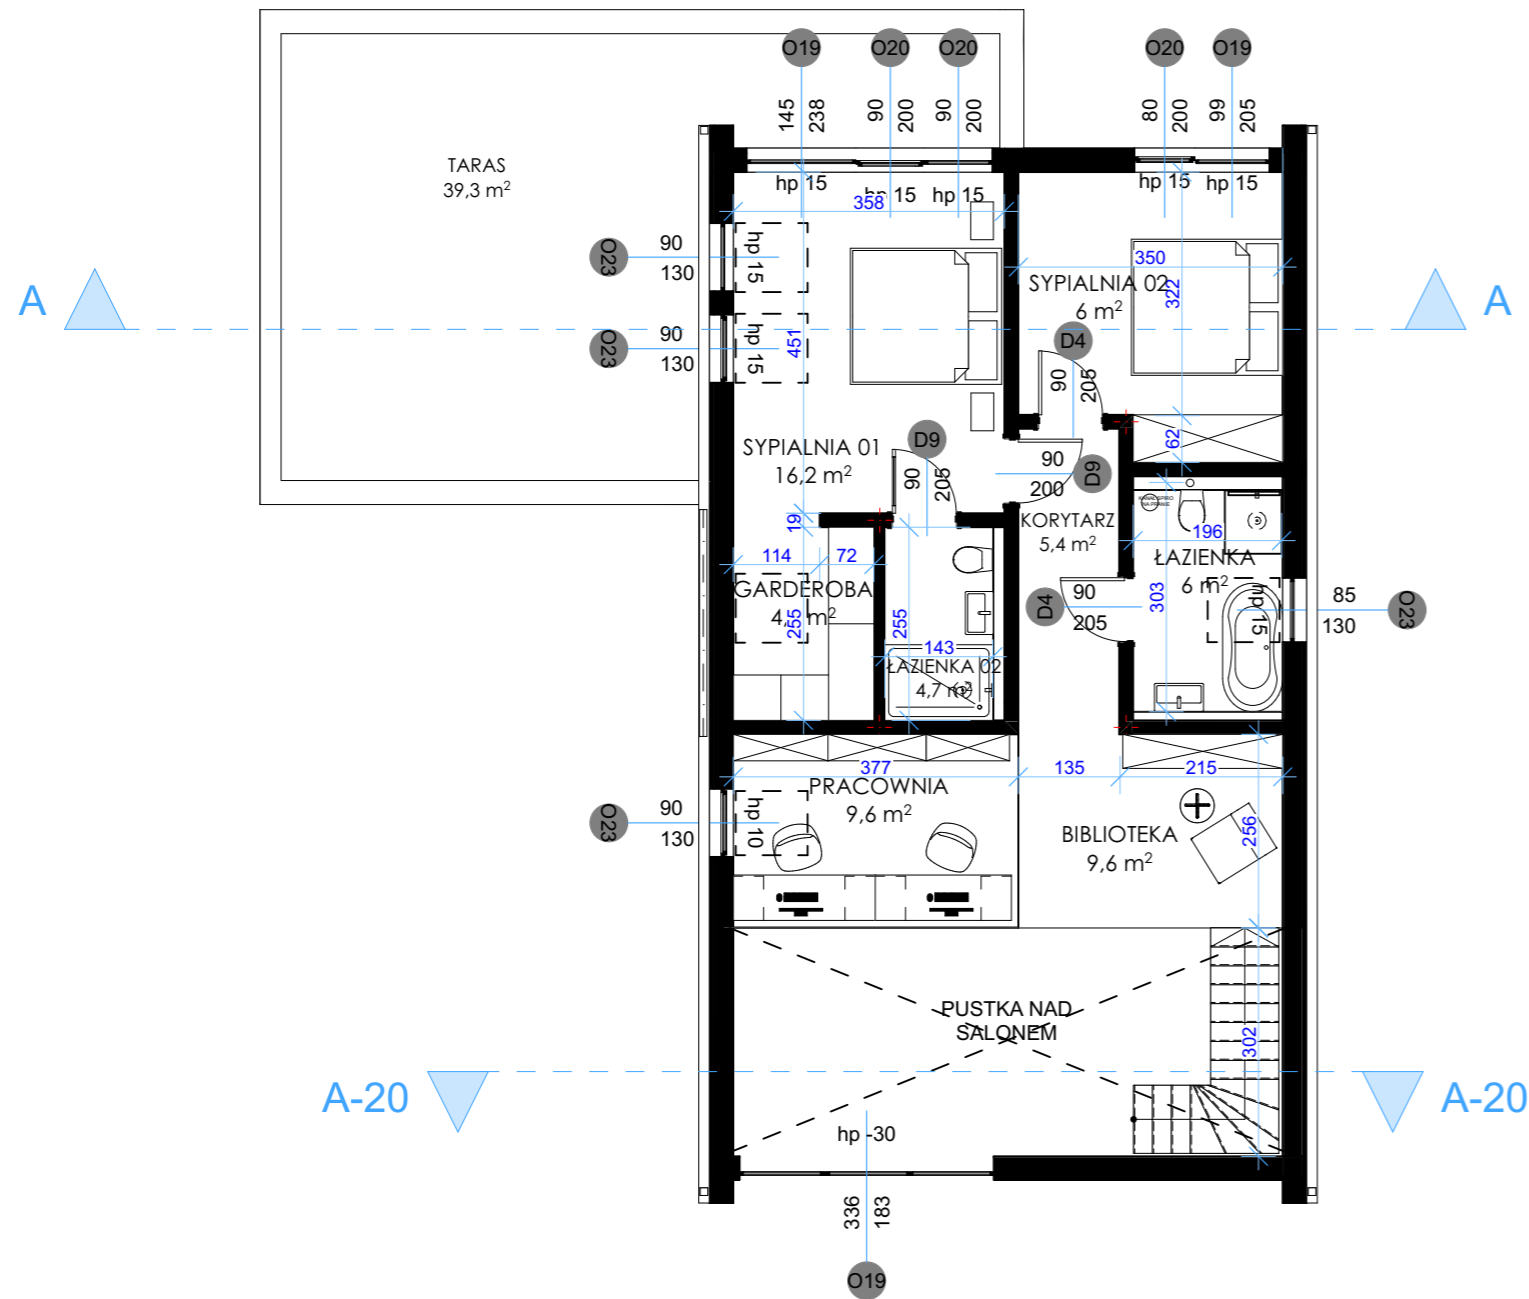 O19
O20
O20
O20
O19
145
238
90
200
90
200
80
200
99
205
TARAS
39,3 m²
hp 15
hp 15
hp 15
hp 15
hp 15
358
O23
90
130
hp 15
350
SYPIALNIA 02
6 m²
322
A
A
O23
90
130
hp 15
451
D4
90
205
SYPIALNIA 01
16,2 m²
D9
90
205
90
200
D9
62
19
KORYTARZ
5,4 m²
KANAŁ SPIRO
NA PRANIE
196
ŁAZIENKA
6 m²
114
72
GARDEROBA
255
255
303
D4
90
205
hp 15
85
130
O23
143
ŁAZIENKA 02
4,7 m²
377
135
215
PRACOWNIA
9,6 m²
O23
90
130
hp 10
BIBLIOTEKA
9,6 m²
256
PUSTKA NAD
SALONEM
302
A-20
A-20
hp -30
336
183
O19